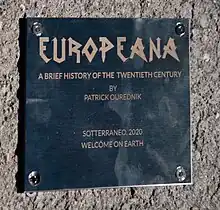 EUROPEANA
A BRIEF HISTORY OF THE TWENTIETH CENTURY
BY
PATRICK OUREDNIK
SOTTERRANEO, 2020
WELCOME ON EARTH